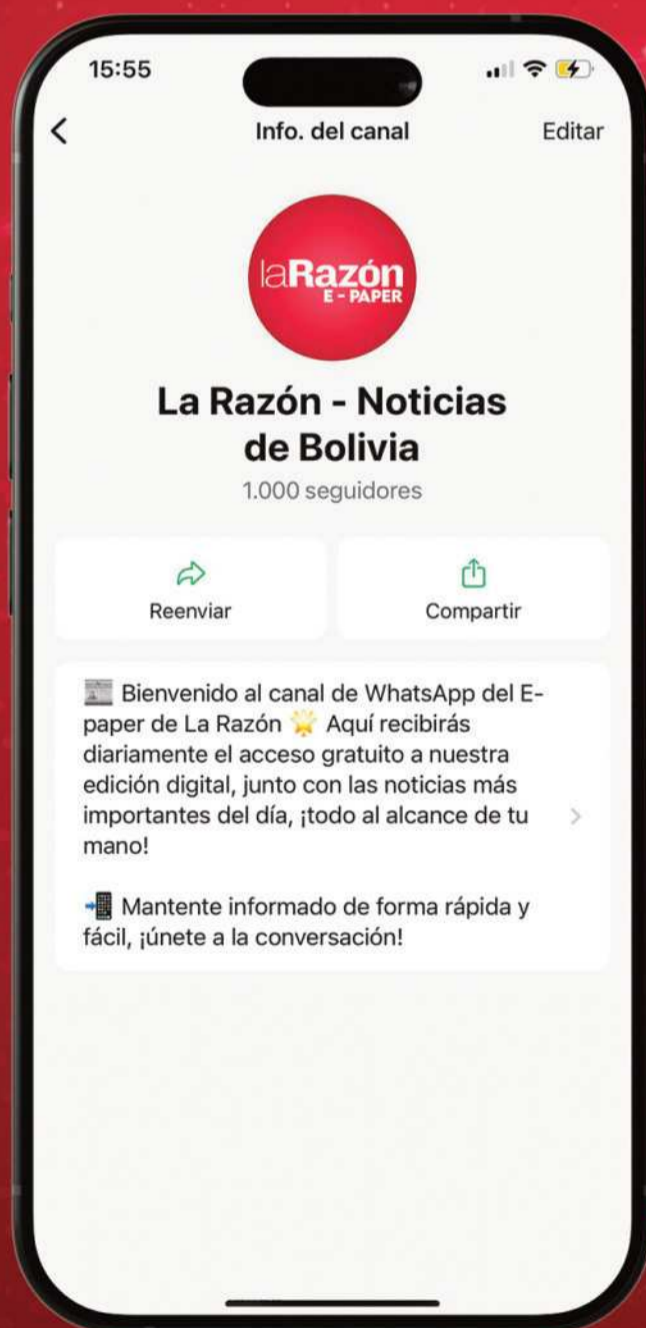 15:55
Info. del canal
Editar
laRazón
E - PAPER
La Razón - Noticias
de Bolivia
1.000 seguidores
Reenviar
Compartir
📰 Bienvenido al canal de WhatsApp del E-
paper de La Razón 🌟 Aquí recibirás
diariamente el acceso gratuito a nuestra
edición digital, junto con las noticias más
importantes del día, ¡todo al alcance de tu
mano!
📲 Mantente informado de forma rápida y
fácil, ¡únete a la conversación!